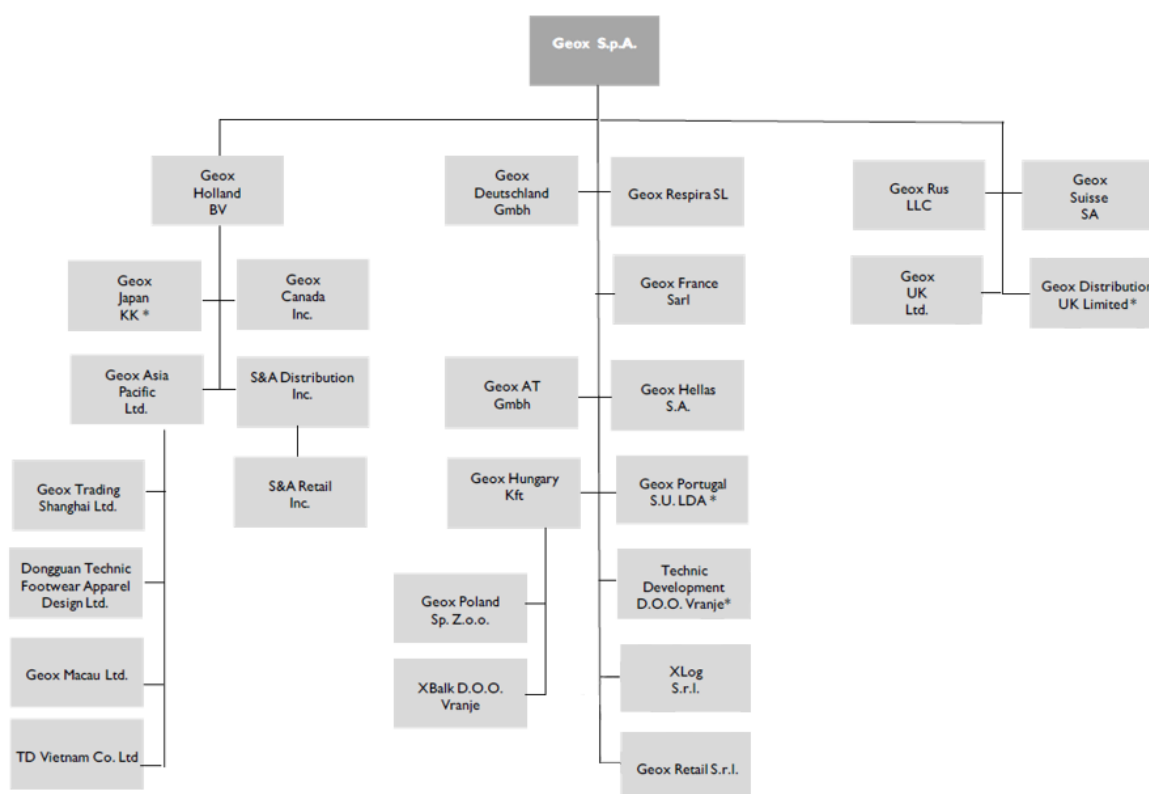 Geox S.p.A.
Geox
Holland
BV
Geox
Deutschland
Gmbh
Geox Respira SL
Geox Rus
LLC
Geox
Suisse
SA
Geox
Japan
KK *
Geox
Canada
Inc.
Geox France
Sarl
Geox
UK
Ltd.
Geox Distribution
UK Limited*
Geox Asia
Pacific
Ltd.
S&A Distribution
Inc.
Geox AT
Gmbh
Geox Hellas
S.A.
Geox Trading
Shanghai Ltd.
S&A Retail
Inc.
Geox Hungary
Kft
Geox Portugal
S.U. LDA *
Dongguan Technic
Footwear Apparel
Design Ltd.
Geox Poland
Sp. Z.o.o.
Technic
Development
D.O.O. Vranje*
Geox Macau Ltd.
XBalk D.O.O.
Vranje
XLog
S.r.l.
TD Vietnam Co. Ltd
Geox Retail S.r.l.